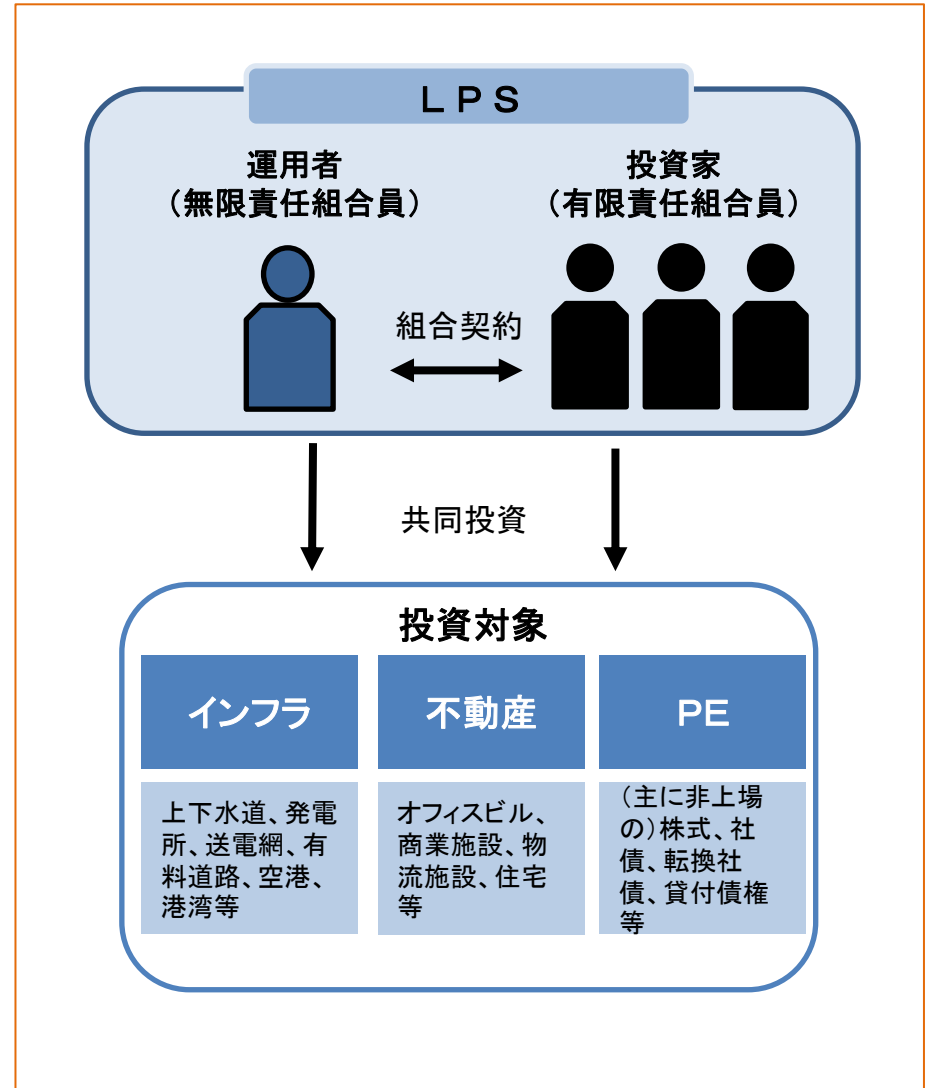 ＬＰＳ
運用者
（無限責任組合員）
投資家
（有限責任組合員）
組合契約
共同投資
投資対象
インフラ
不動産
ＰＥ
上下水道、発電
所、送電網、有
料道路、空港、
港湾等
オフィスビル、
商業施設、物
流施設、住宅
等
（主に非上場
の）株式、社
債、転換社
債、貸付債権
等